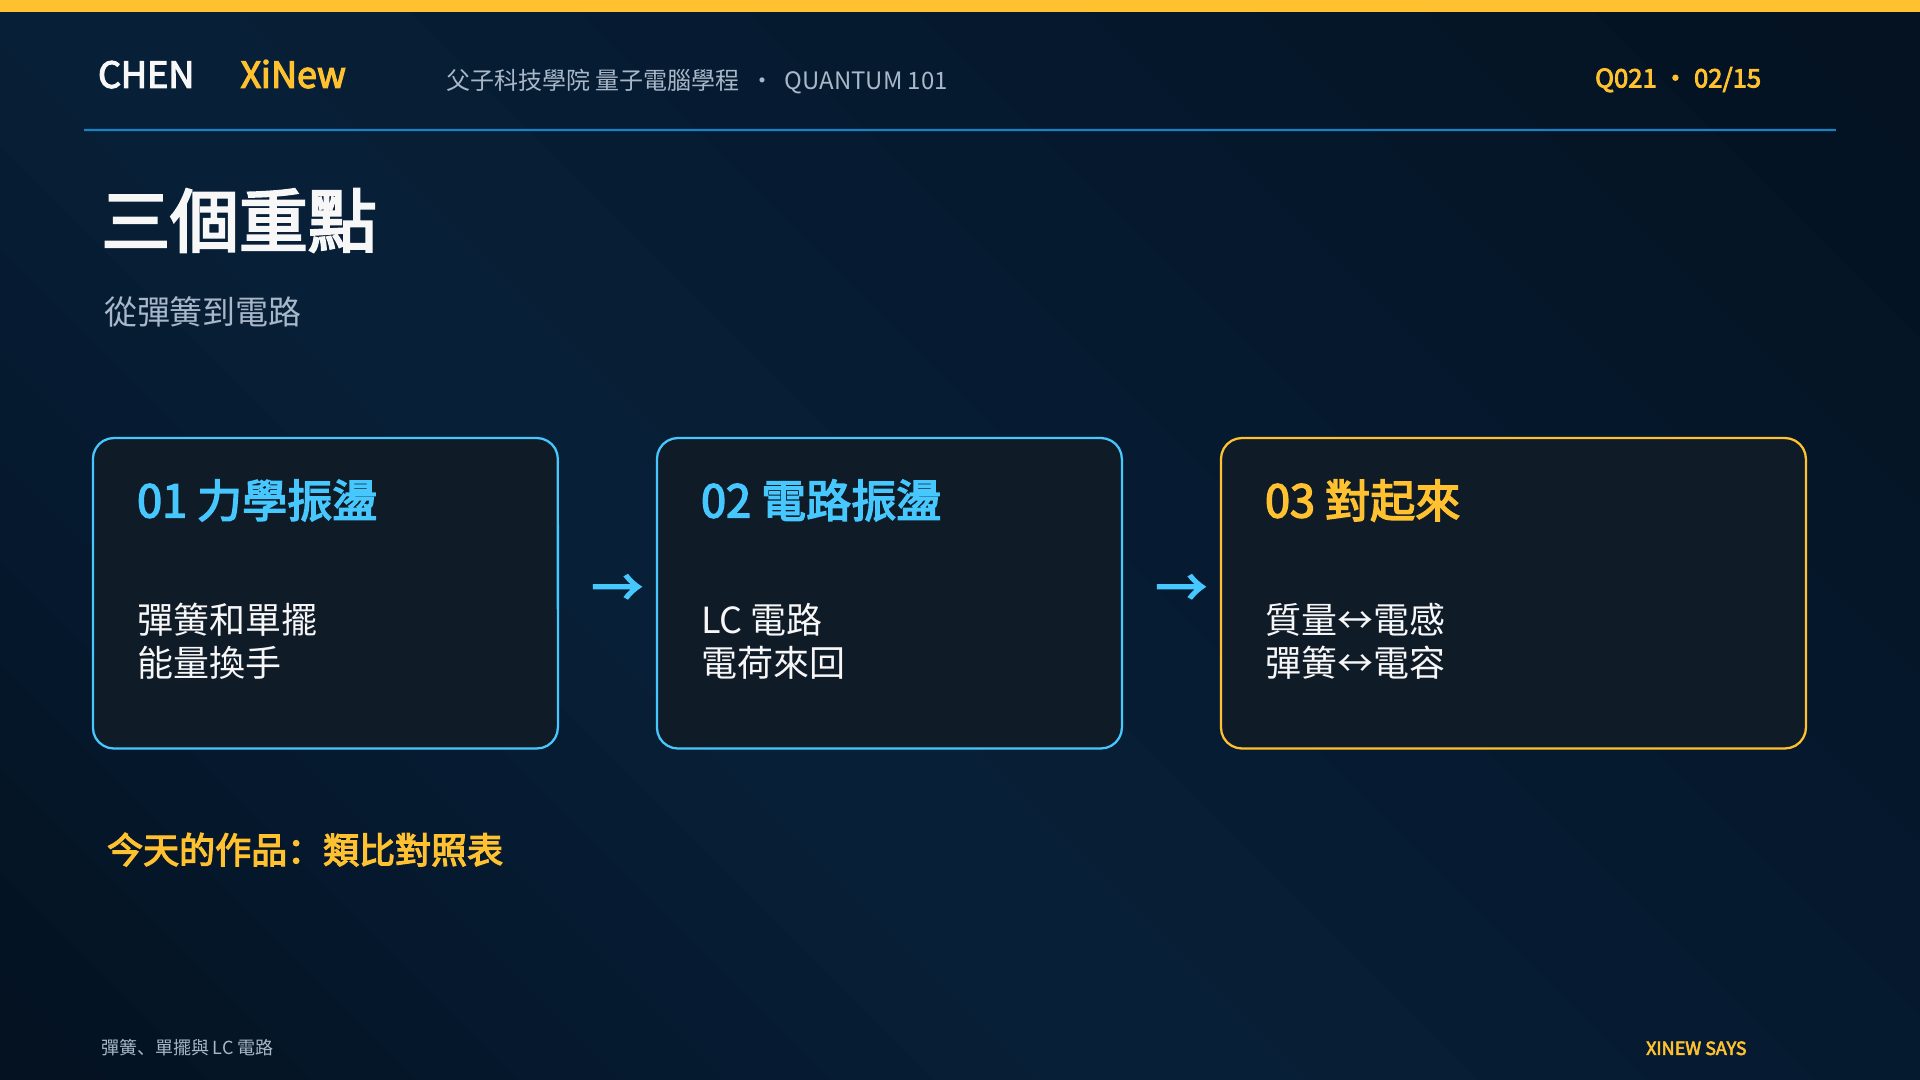 CHEN XiNew 父子科技學院 量子電腦學程 · QUANTUM 101
Q021 · 02/15
三個重點
從彈簧到電路
01 力學振盪
彈簧和單擺
能量換手
→
02 電路振盪
LC 電路
電荷來回
→
03 對起來
質量↔電感
彈簧↔電容
今天的作品：類比對照表
彈簧、單擺與 LC 電路
XINEW SAYS